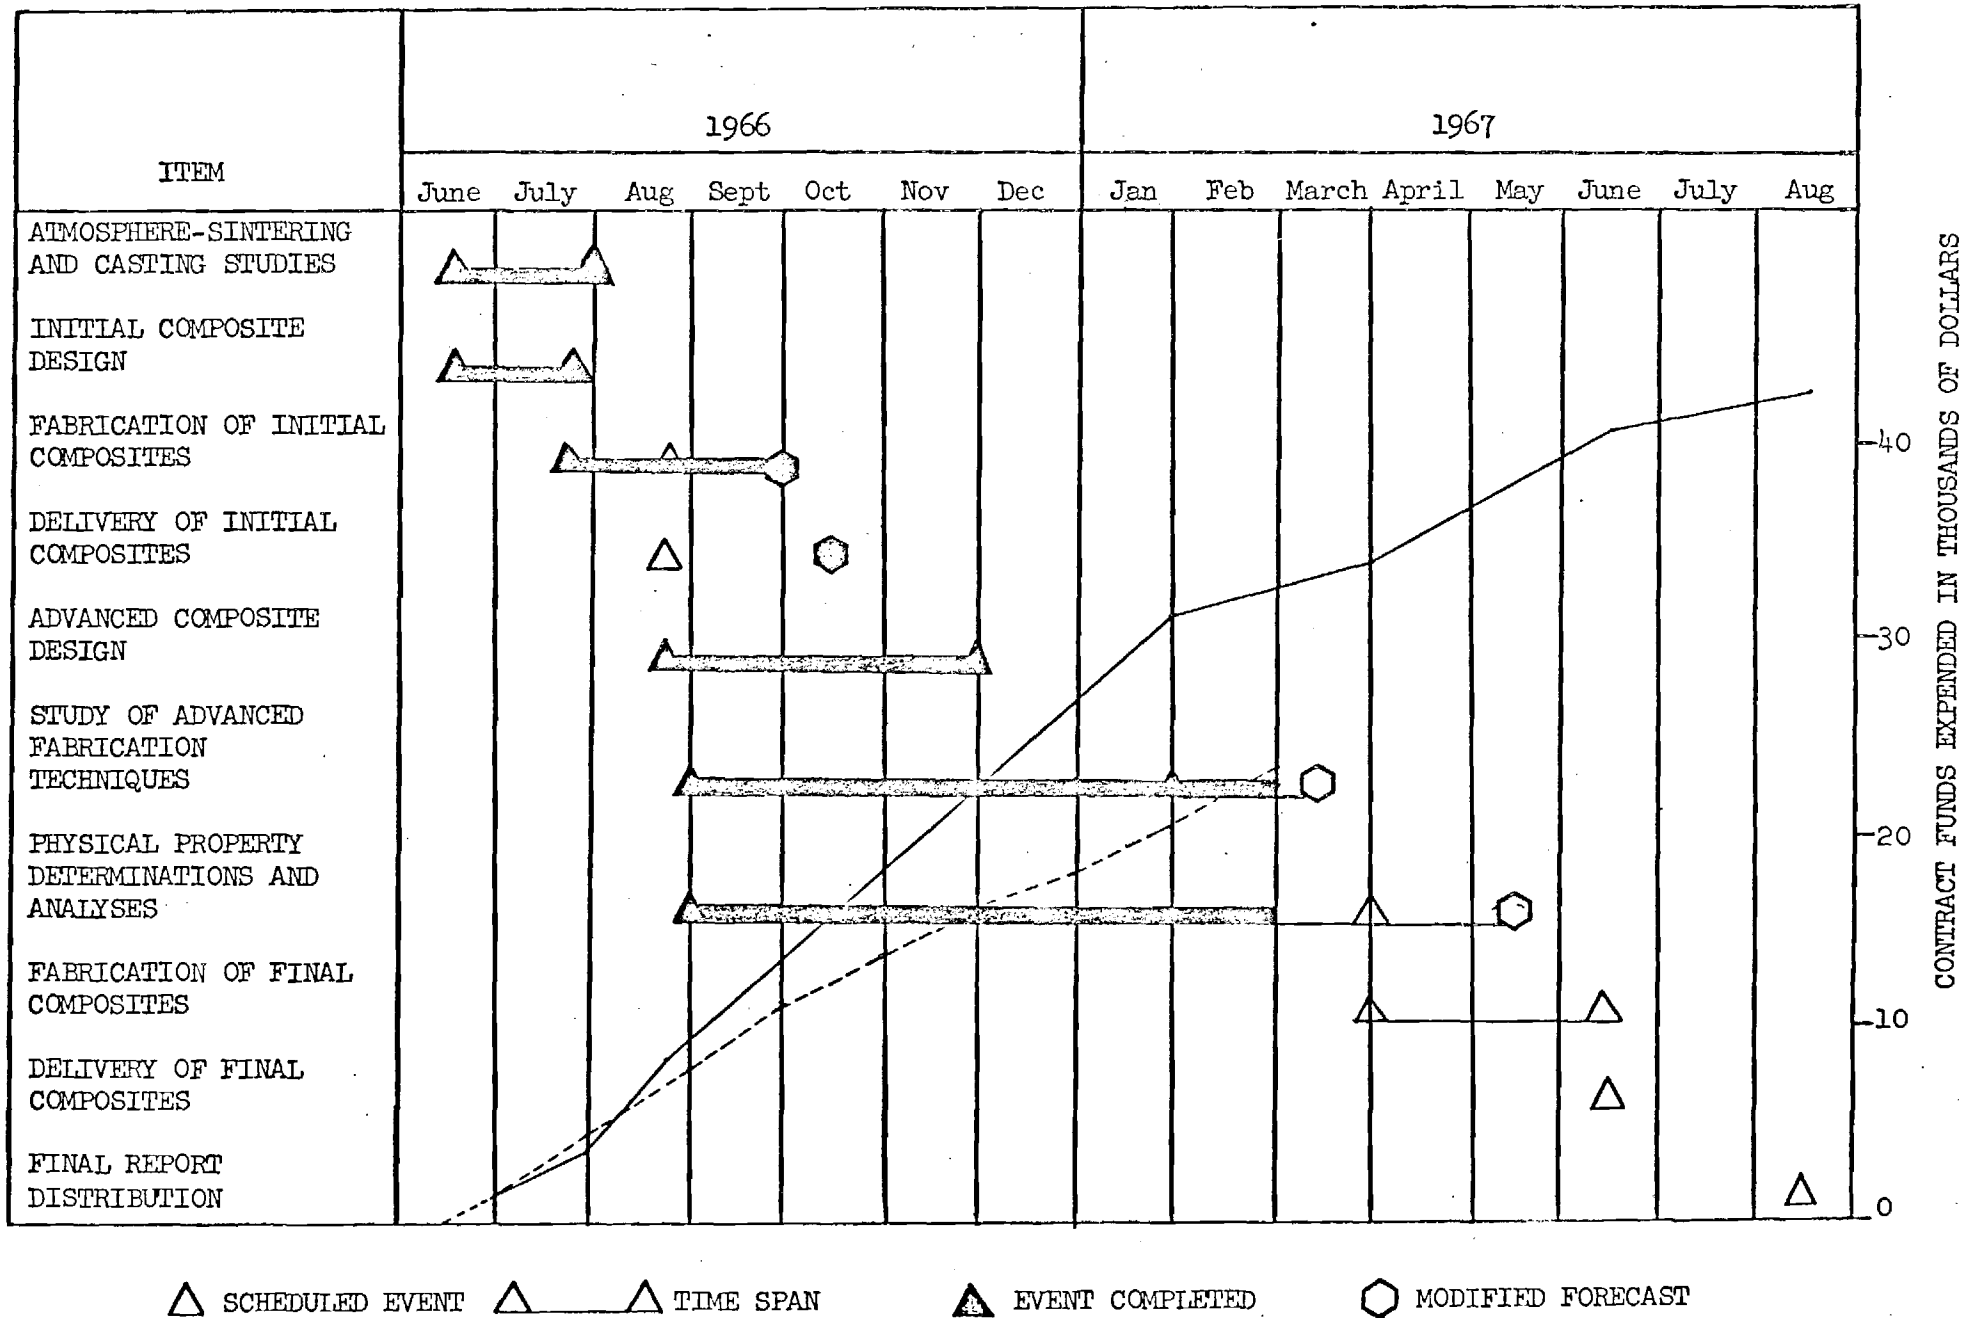 1966 1967
ITEM
June July Aug Sept Oct Nov Dec Jan Feb March April May June July Aug
ATMOSPHERE-SINTERING
AND CASTING STUDIES
INITIAL COMPOSITE
DESIGN
FABRICATION OF INITIAL
COMPOSITES
DELIVERY OF INITIAL
COMPOSITES
ADVANCED COMPOSITE
DESIGN
STUDY OF ADVANCED
FABRICATION
TECHNIQUES
PHYSICAL PROPERTY
DETERMINATIONS AND
ANALYSES
FABRICATION OF FINAL
COMPOSITES
DELIVERY OF FINAL
COMPOSITES
FINAL REPORT
DISTRIBUTION
40
30
20
10
0
CONTRACT FUNDS EXPENDED IN THOUSANDS OF DOLLARS
SCHEDULED EVENT TIME SPAN EVENT COMPLETED MODIFIED FORECAST